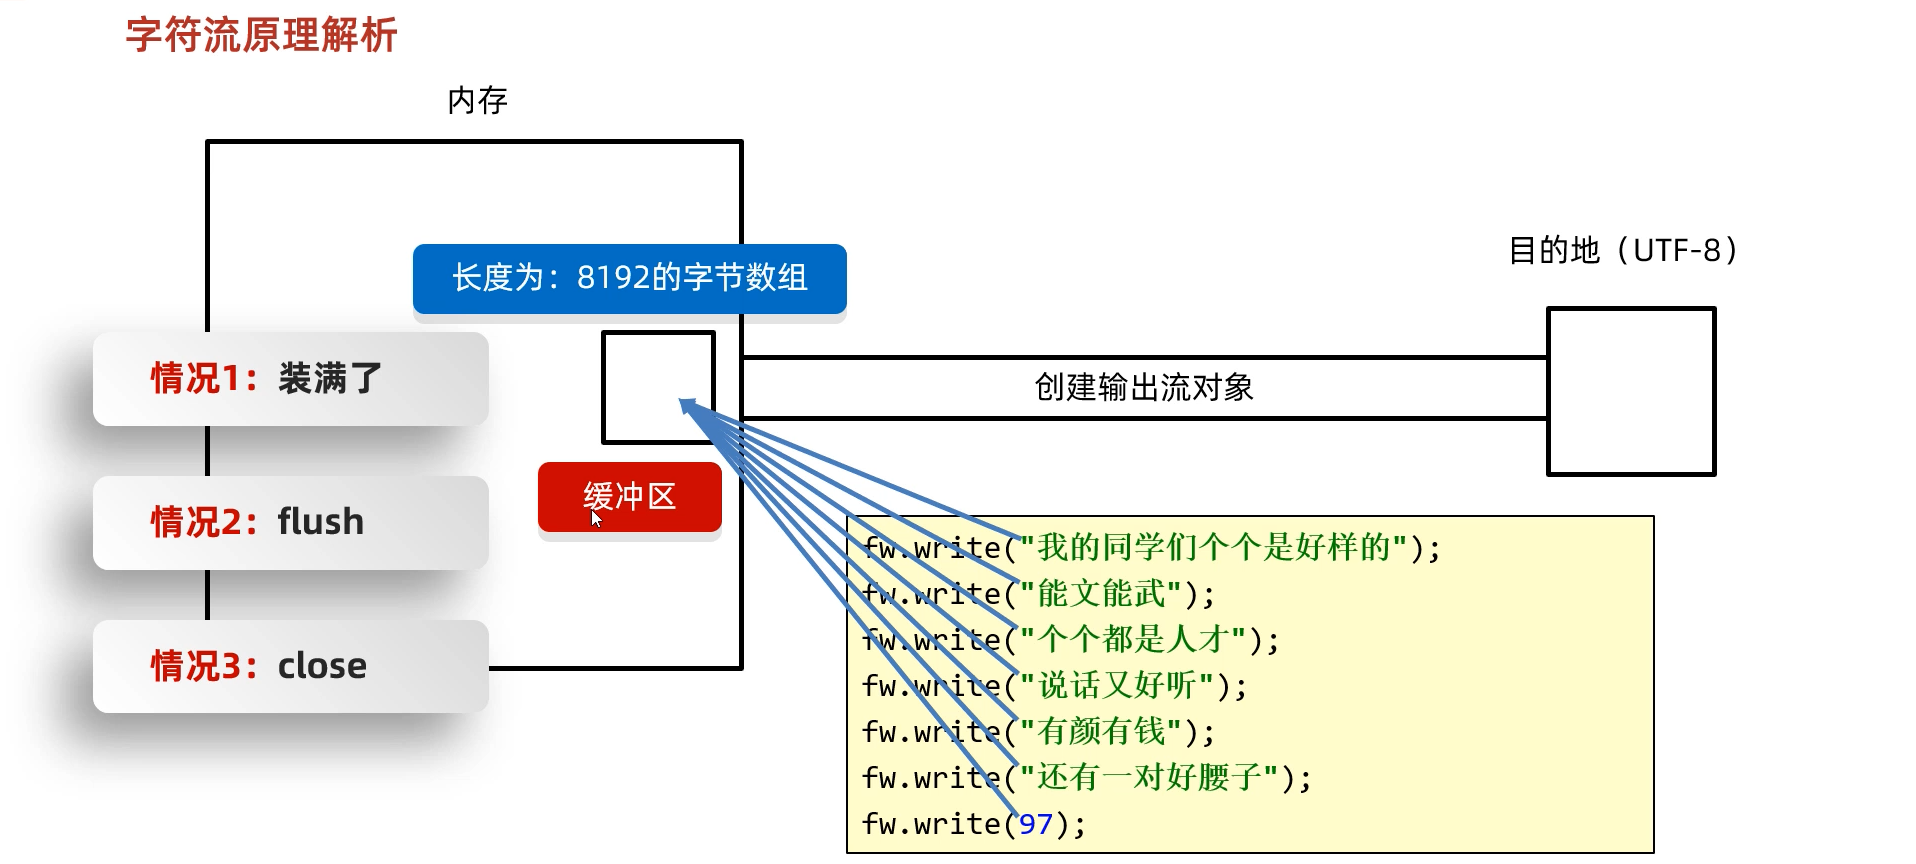 字符流原理解析
内存
长度为：8192的字节数组
目的地（UTF-8）
情况1：装满了
创建输出流对象
情况2：flush
缓冲区
情况3：close
fw.write("我的同学们个个是好样的");
fw.write("能文能武");
fw.write("个个都是人才");
fw.write("说话又好听");
fw.write("有颜有钱");
fw.write("还有一对好腰子");
fw.write(97);